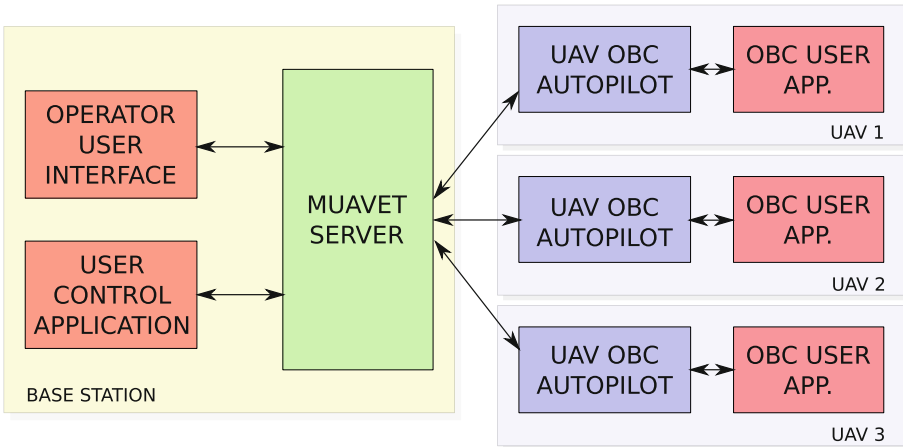 OPERATOR
USER
INTERFACE
USER
CONTROL
APPLICATION
BASE STATION
MUAVET
SERVER
UAV OBC
AUTOPILOT
OBC USER
APP.
UAV 1
UAV OBC
AUTOPILOT
OBC USER
APP.
UAV 2
UAV OBC
AUTOPILOT
OBC USER
APP.
UAV 3